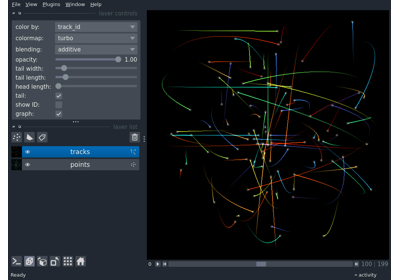 File View Plugins Window Help
layer controls
color by: track_id
colormap: turbo
blending: additive
opacity: 1.00
tail width:
tail length:
head length:
tail:
show ID:
graph:
layer list
tracks
points
100 | 199
Ready
activity